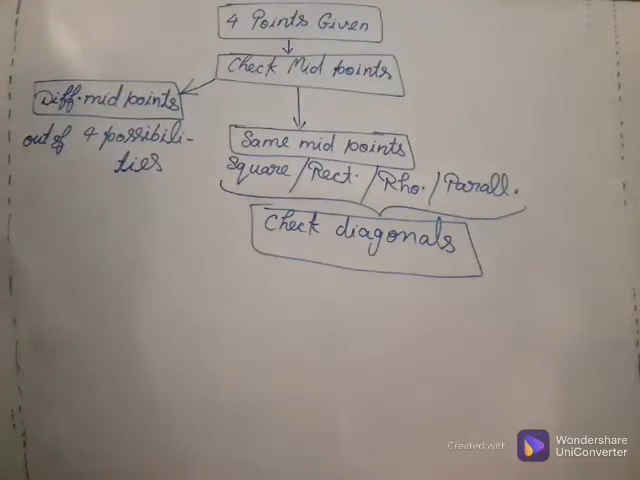 4 Points Given
Check Mid points
Diff. mid points
out of 4 possibili-
ties
Same mid points
Square / Rect. / Rho. / Parall.
Check diagonals
Created with
Wondershare
UniConverter